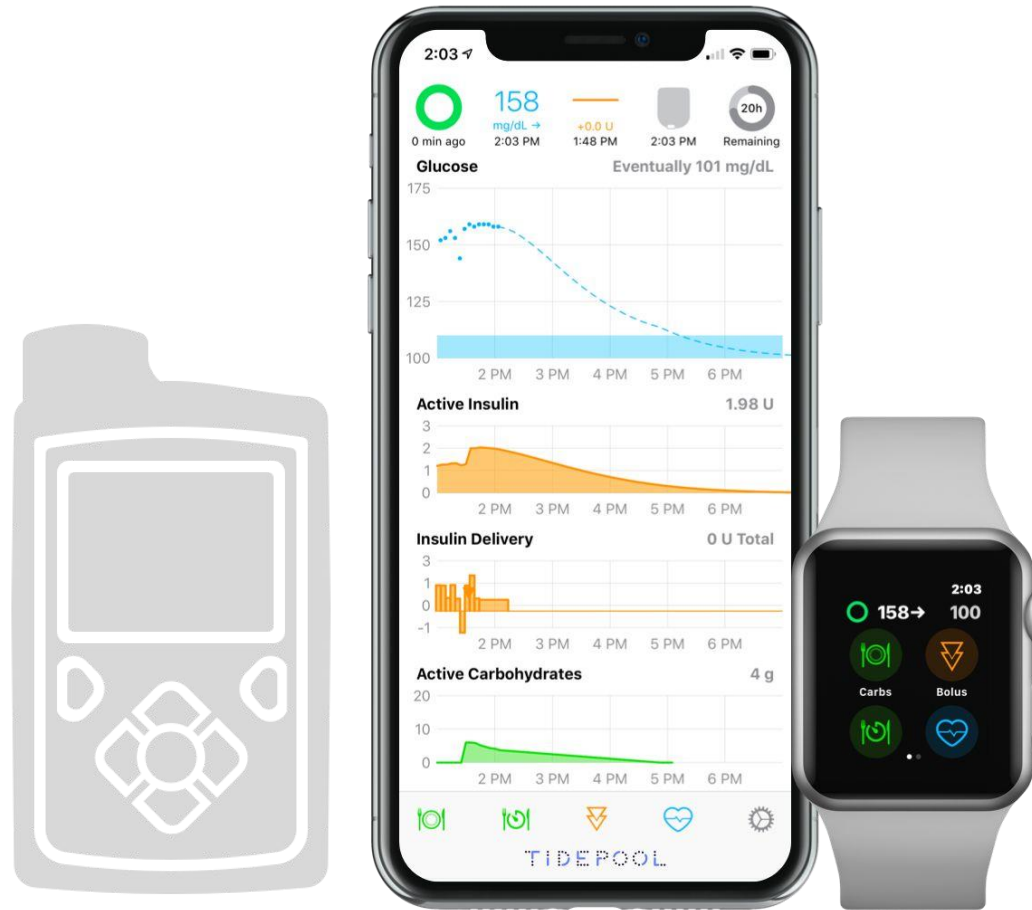 2:03
158
20h
mg/dL →
+0.0 U
0 min ago
2:03 PM
1:48 PM
2:03 PM
Remaining
Glucose
Eventually 101 mg/dL
175
150
125
100
2 PM 3 PM 4 PM 5 PM 6 PM
Active Insulin
1.98 U
3
2
1
0
2 PM 3 PM 4 PM 5 PM 6 PM
Insulin Delivery
0 U Total
3
1
0
-1
2 PM 3 PM 4 PM 5 PM 6 PM
Active Carbohydrates
4 g
20
10
0
2 PM 3 PM 4 PM 5 PM 6 PM
TIDEPOOL
2:03
158→ 100
Carbs
Bolus